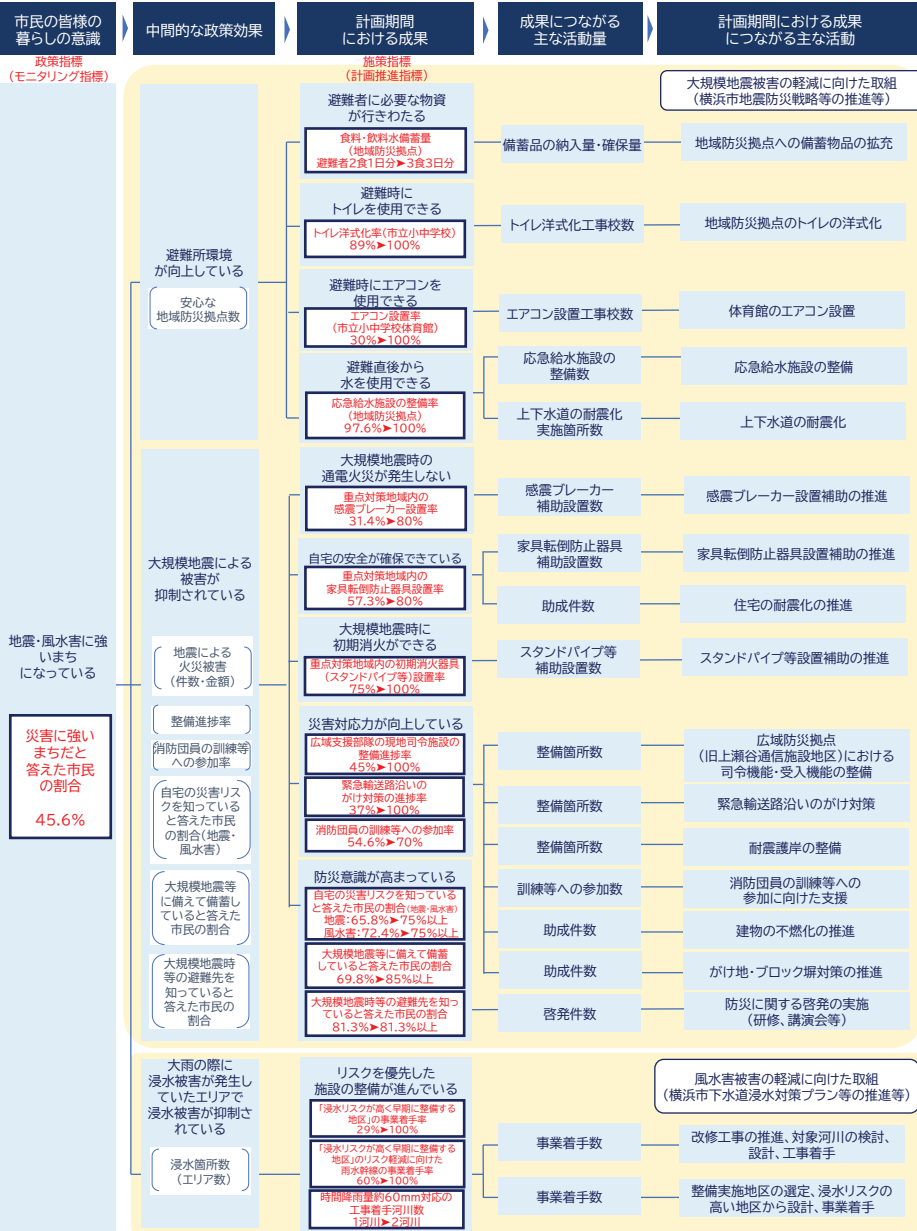 市民の皆様の
暮らしの意識
中間的な政策効果
計画期間
における成果
成果につながる
主な活動量
計画期間における成果
につながる主な活動
政策指標
(モニタリング指標)
施策指標
(計画推進指標)
大規模地震被害の軽減に向けた取組
(横浜市地震防災戦略等の推進等)
地震・風水害に強
いまち
になっている
災害に強い
まちだと
答えた市民
の割合
45.6%
避難所環境
が向上している
安心な
地域防災拠点数
避難者に必要な物資
が行きわたる
食料・飲料水備蓄量
(地域防災拠点)
避難者2食1日分➤3食3日分
備蓄品の納入量・確保量
地域防災拠点への備蓄物品の拡充
避難時に
トイレを使用できる
トイレ洋式化率(市立小中学校)
89%➤100%
トイレ洋式化工事校数
地域防災拠点のトイレの洋式化
避難時にエアコンを
使用できる
エアコン設置率
(市立小中学校体育館)
30%➤100%
エアコン設置工事校数
体育館のエアコン設置
避難直後から
水を使用できる
応急給水施設の整備率
(地域防災拠点)
97.6%➤100%
応急給水施設の
整備数
応急給水施設の整備
上下水道の耐震化
実施箇所数
上下水道の耐震化
大規模地震による
被害が
抑制されている
地震による
火災被害
(件数・金額)
整備進捗率
消防団員の訓練等
への参加率
自宅の災害リス
クを知っている
と答えた市民
の割合(地震・
風水害)
大規模地震等
に備えて備蓄
していると答えた
市民の割合
大規模地震時
等の避難先を
知っていると
答えた市民の
割合
大規模地震時の
通電火災が発生しない
重点対策地域内の
感震ブレーカー設置率
31.4%➤80%
感震ブレーカー
補助設置数
感震ブレーカー設置補助の推進
自宅の安全が確保できている
重点対策地域内の
家具転倒防止器具設置率
57.3%➤80%
家具転倒防止器具
補助設置数
家具転倒防止器具設置補助の推進
助成件数
住宅の耐震化の推進
大規模地震時に
初期消火ができる
重点対策地域内の初期消火器具
(スタンドパイプ等)設置率
75%➤100%
スタンドパイプ等
補助設置数
スタンドパイプ等設置補助の推進
災害対応力が向上している
広域支援部隊の現地司令施設の
整備進捗率
45%➤100%
緊急輸送路沿いの
がけ対策の進捗率
37%➤100%
消防団員の訓練等への参加率
54.6%➤70%
防災意識が高まっている
自宅の災害リスクを知っている
と答えた市民の割合(地震・風水害)
地震:65.8%➤75%以上
風水害:72.4%➤75%以上
大規模地震等に備えて備蓄
していると答えた市民の割合
69.8%➤85%以上
大規模地震時等の避難先を知っ
ていると答えた市民の割合
81.3%➤81.3%以上
整備箇所数
広域防災拠点
(旧上瀬谷通信施設地区)における
司令機能・受入機能の整備
整備箇所数
緊急輸送路沿いのがけ対策
整備箇所数
耐震護岸の整備
訓練等への参加数
消防団員の訓練等への
参加に向けた支援
助成件数
建物の不燃化の推進
助成件数
がけ地・ブロック塀対策の推進
啓発件数
防災に関する啓発の実施
(研修、講演会等)
大雨の際に
浸水被害が発生し
ていたエリアで
浸水被害が抑制さ
れている
浸水箇所数
(エリア数)
リスクを優先した
施設の整備が進んでいる
「浸水リスクが高く早期に整備する
地区」の事業着手率
29%➤100%
「浸水リスクが高く早期に整備する
地区」のリスク軽減に向けた
雨水幹線の事業着手率
60%➤100%
時間降雨量約60mm対応の
工事着手河川数
1河川➤2河川
風水害被害の軽減に向けた取組
(横浜市下水道浸水対策プラン等の推進等)
事業着手数
改修工事の推進、対象河川の検討、
設計、工事着手
事業着手数
整備実施地区の選定、浸水リスクの
高い地区から設計、事業着手